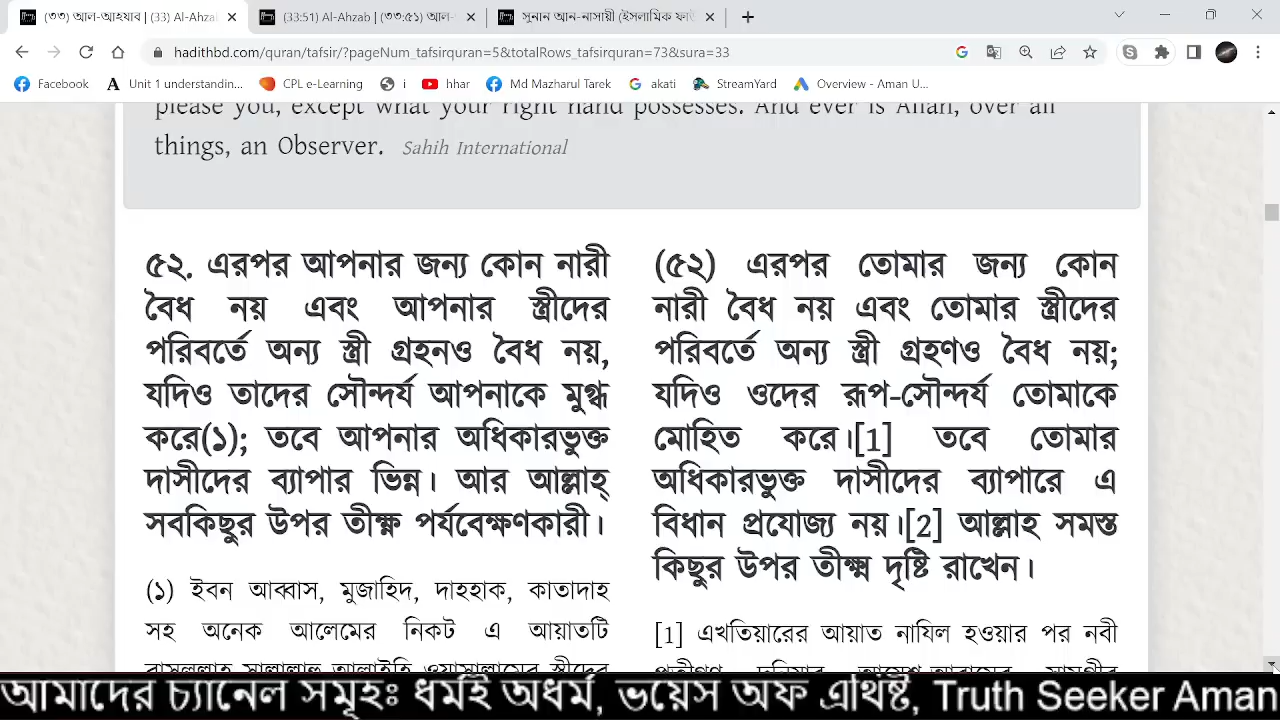 (৩৩) আল-আহযাব | (33) Al-Ahza
(33:51) Al-Ahzab | (৩৩:৫১) আল-
সুনান আন-নাসায়ী (ইসলামিক ফাউ
hadithbd.com/quran/tafsir/?pageNum_tafsirquran=5&totalRows_tafsirquran=73&sura=33
Facebook
Unit 1 understandin...
CPL e-Learning
i
hhar
Md Mazharul Tarek
akati
StreamYard
Overview - Aman U...
please you, except what your right hand possesses. And ever is Allah, over all
things, an Observer. Sahih International
৫২. এরপর আপনার জন্য কোন নারী
বৈধ নয় এবং আপনার স্ত্রীদের
পরিবর্তে অন্য স্ত্রী গ্রহনও বৈধ নয়,
যদিও তাদের সৌন্দর্য আপনাকে মুগ্ধ
করে(১); তবে আপনার অধিকারভুক্ত
দাসীদের ব্যাপার ভিন্ন। আর আল্লাহ্‌
সবকিছুর উপর তীক্ষ্ণ পর্যবেক্ষণকারী।
(১) ইবন আব্বাস, মুজাহিদ, দাহহাক, কাতাদাহ
সহ অনেক আলেমের নিকট এ আয়াতটি
রাসূলুল্লাহ সাল্লাল্লাহু আলাইহি ওয়াসাল্লামের স্ত্রীদের
(৫২) এরপর তোমার জন্য কোন
নারী বৈধ নয় এবং তোমার স্ত্রীদের
পরিবর্তে অন্য স্ত্রী গ্রহণও বৈধ নয়;
যদিও ওদের রূপ-সৌন্দর্য তোমাকে
মোহিত করে।[1] তবে তোমার
অধিকারভুক্ত দাসীদের ব্যাপারে এ
বিধান প্রযোজ্য নয়।[2] আল্লাহ সমস্ত
কিছুর উপর তীক্ষ্ম দৃষ্টি রাখেন।
[1] এখতিয়ারের আয়াত নাযিল হওয়ার পর নবী
আমাদের চ্যানেল সমূহঃ ধর্মই অধর্ম, ভয়েস অফ এথিষ্ট, Truth Seeker Aman